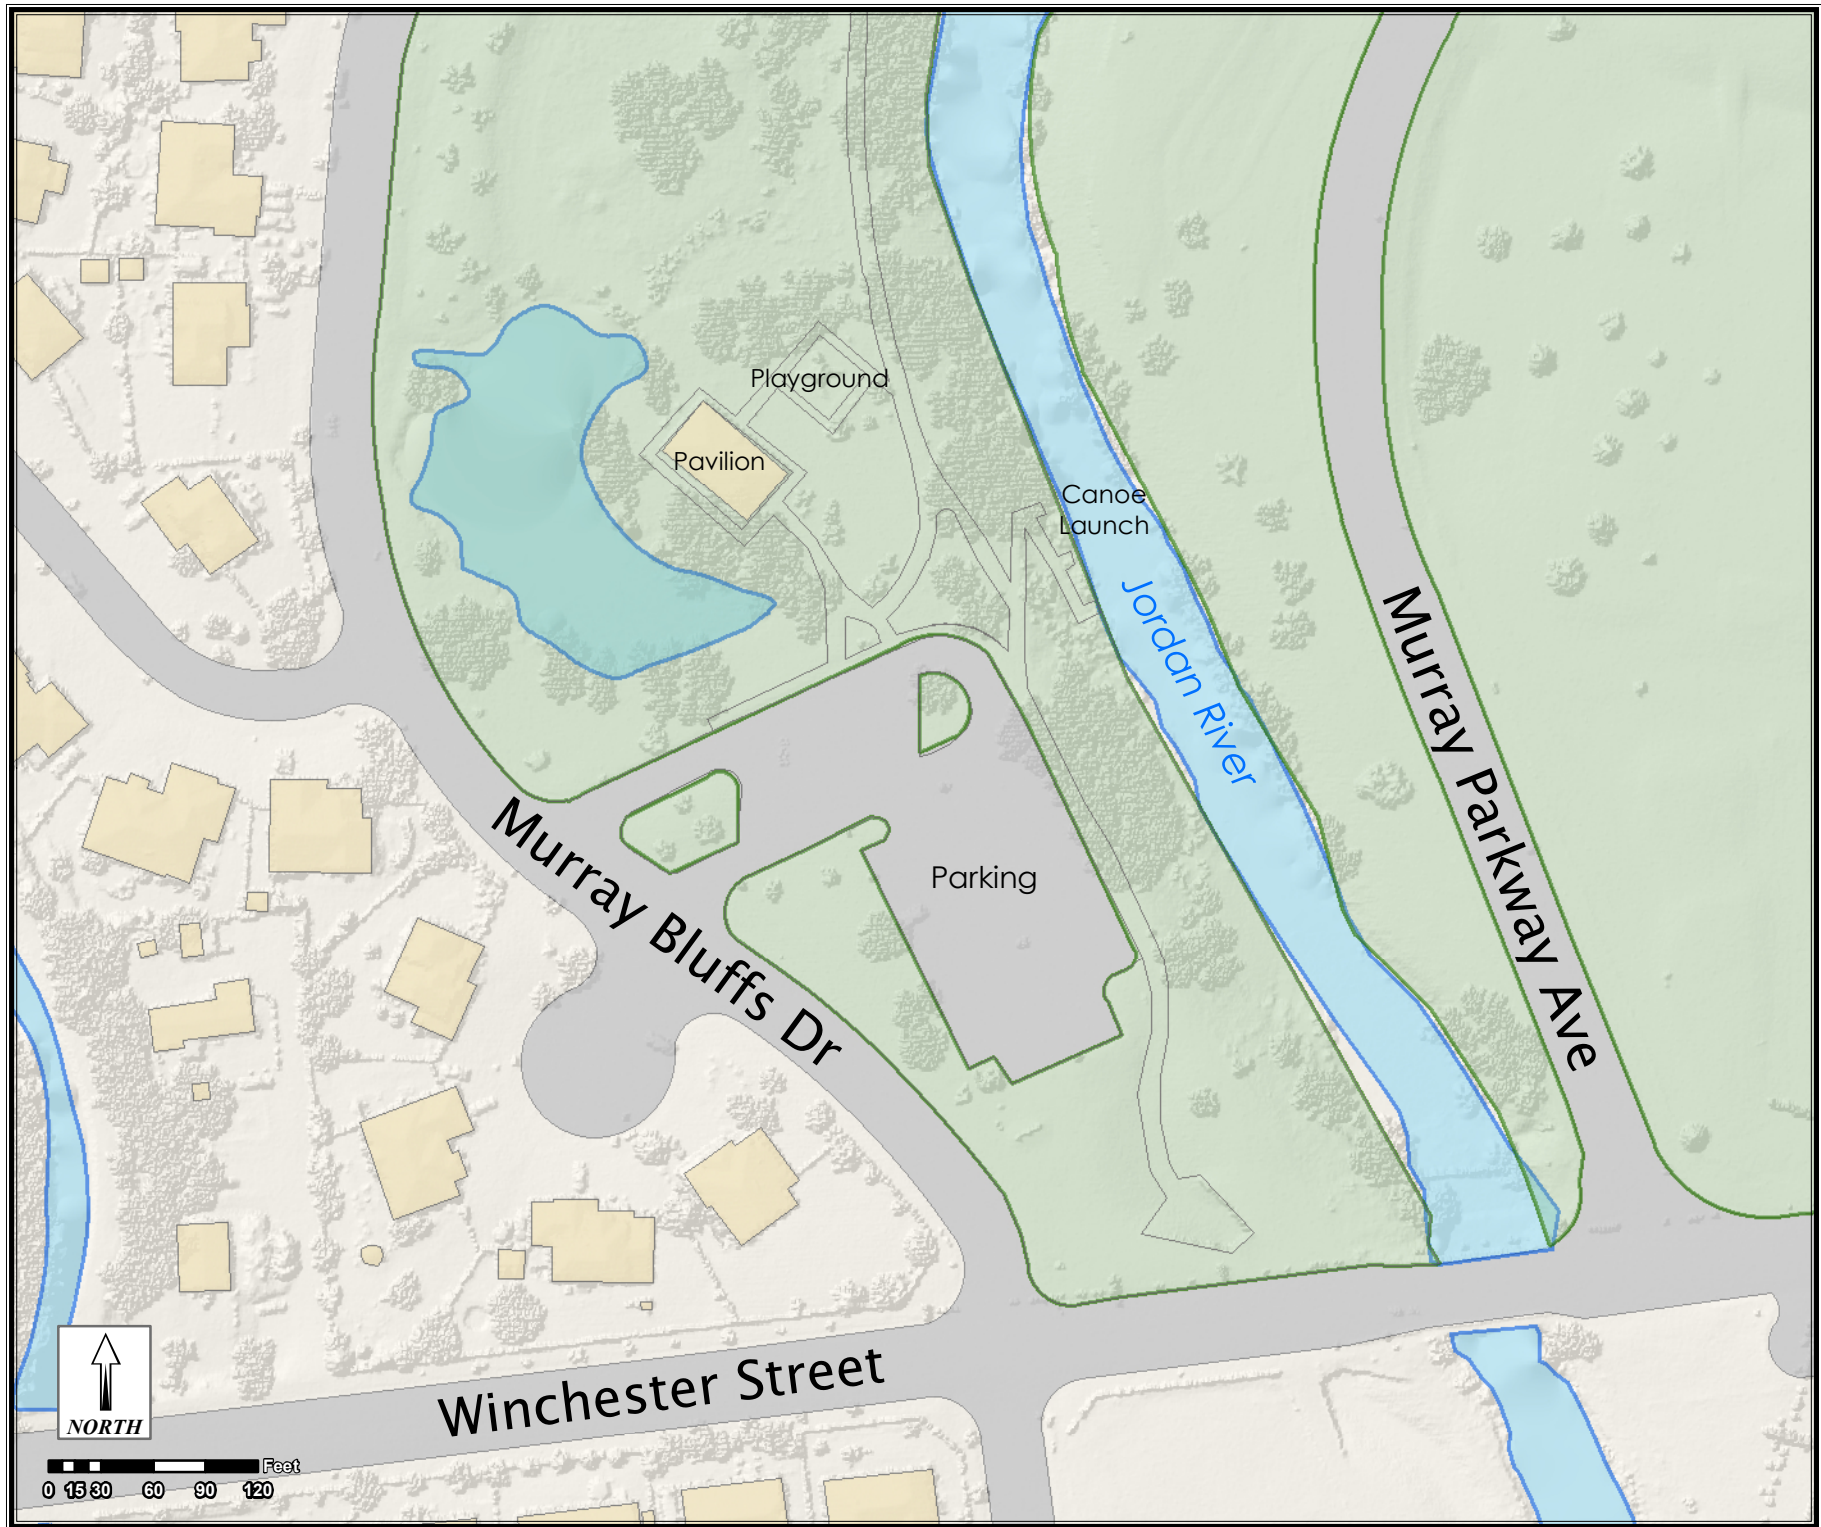 Playground
Pavilion
Canoe
Launch
Jordan River
Murray Parkway Ave
Murray Bluffs Dr
Parking
Winchester Street
NORTH
Feet
0 15 30 60 90 120